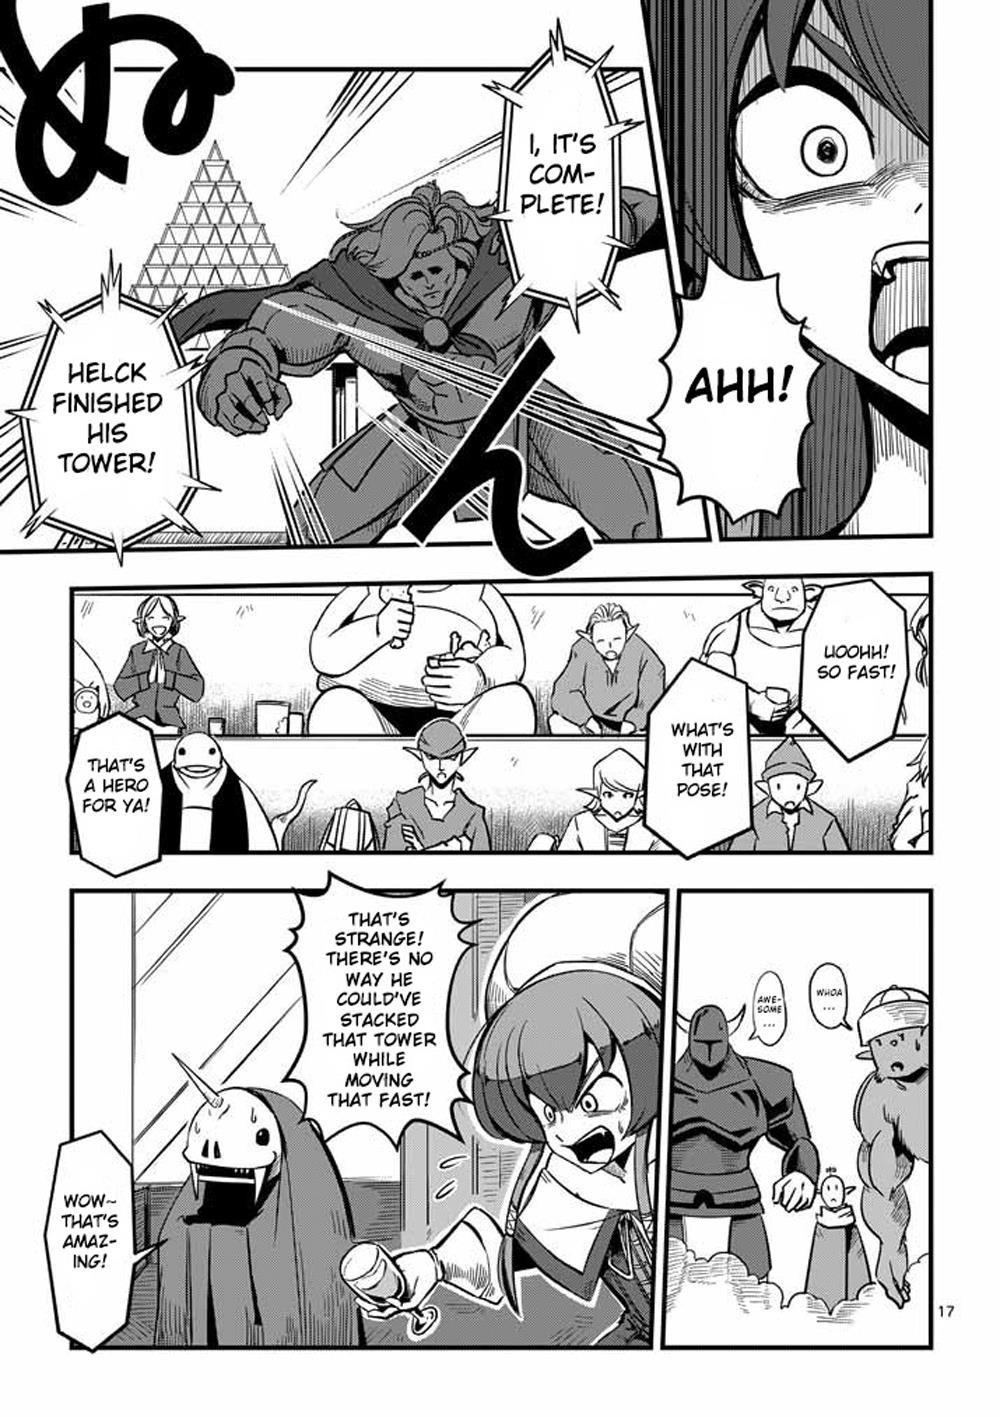 AHH!
I, IT'S
COM-
PLETE!
ぬ
ん
HELCK
FINISHED
HIS
TOWER!
UOOHH!
SO FAST!
WHAT'S
WITH
THAT
POSE!
THAT'S
A HERO
FOR YA!
WHOA
...
AWE-
SOME
...
THAT'S
STRANGE!
THERE'S NO
WAY HE
COULD'VE
STACKED
THAT TOWER
WHILE
MOVING
THAT FAST!
WOW~
THAT'S
AMAZ-
ING!
17